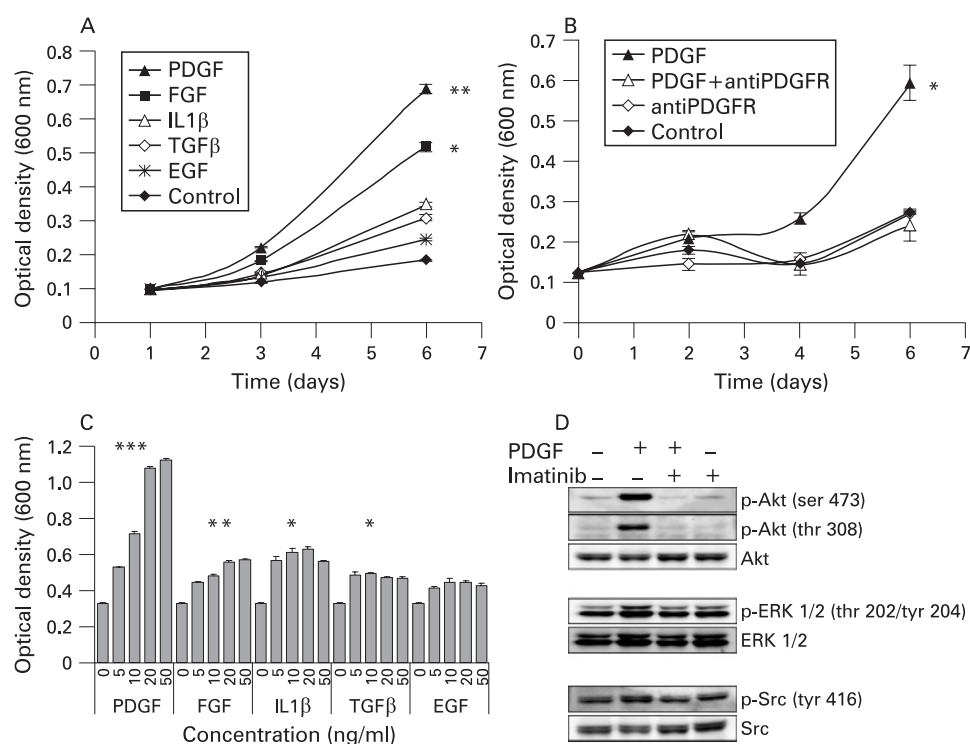 A
PDGF
FGF
IL1β
TGFβ
EGF
Control
**
*
Optical density (600 nm)
0.8
0.7
0.6
0.5
0.4
0.3
0.2
0.1
0
0 1 2 3 4 5 6 7
Time (days)
B
PDGF
PDGF+antiPDGFR
antiPDGFR
Control
*
Optical density (600 nm)
0.7
0.6
0.5
0.4
0.3
0.2
0.1
0
0 1 2 3 4 5 6 7
Time (days)
C
*** ** * *
Optical density (600 nm)
1.2
1.0
0.8
0.6
0.4
0.2
0
0 5 10 20 50 0 5 10 20 50 0 5 10 20 50 0 5 10 20 50 0 5 10 20 50
PDGF FGF IL1β TGFβ EGF
Concentration (ng/ml)
D
PDGF – + + –
Imatinib – – + +
p-Akt (ser 473)
p-Akt (thr 308)
Akt
p-ERK 1/2 (thr 202/tyr 204)
ERK 1/2
p-Src (tyr 416)
Src